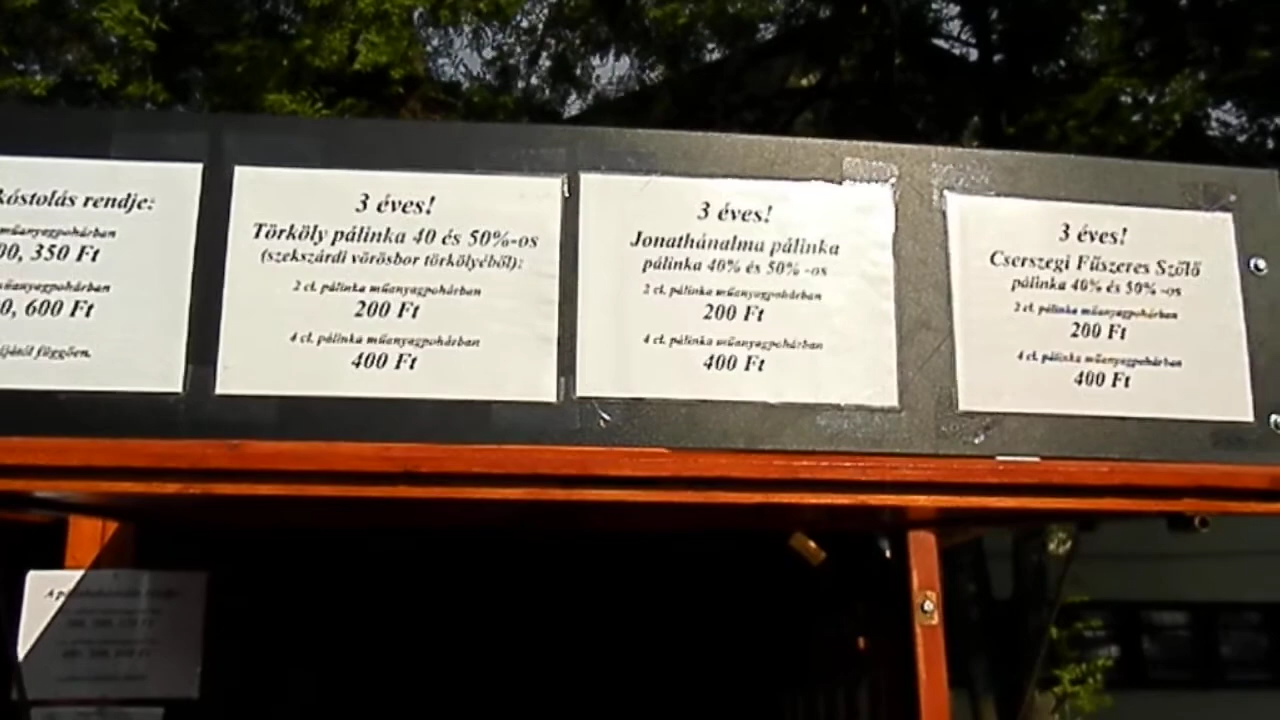 kóstolás rendje:
műanyagpohárban
00, 350 Ft
műanyagpohárban
0, 600 Ft
függően.
3 éves!
Törköly pálinka 40 és 50%-os
(szekszárdi vörösbor törkölyéből):
2 cl. pálinka műanyagpohárban
200 Ft
4 cl. pálinka műanyagpohárban
400 Ft
3 éves!
Jonathánalma pálinka
pálinka 40% és 50% -os
2 cl. pálinka műanyagpohárban
200 Ft
4 cl. pálinka műanyagpohárban
400 Ft
3 éves!
Cserszegi Fűszeres Szőlő
pálinka 40% és 50% -os
2 cl. pálinka műanyagpohárban
200 Ft
4 cl. pálinka műanyagpohárban
400 Ft